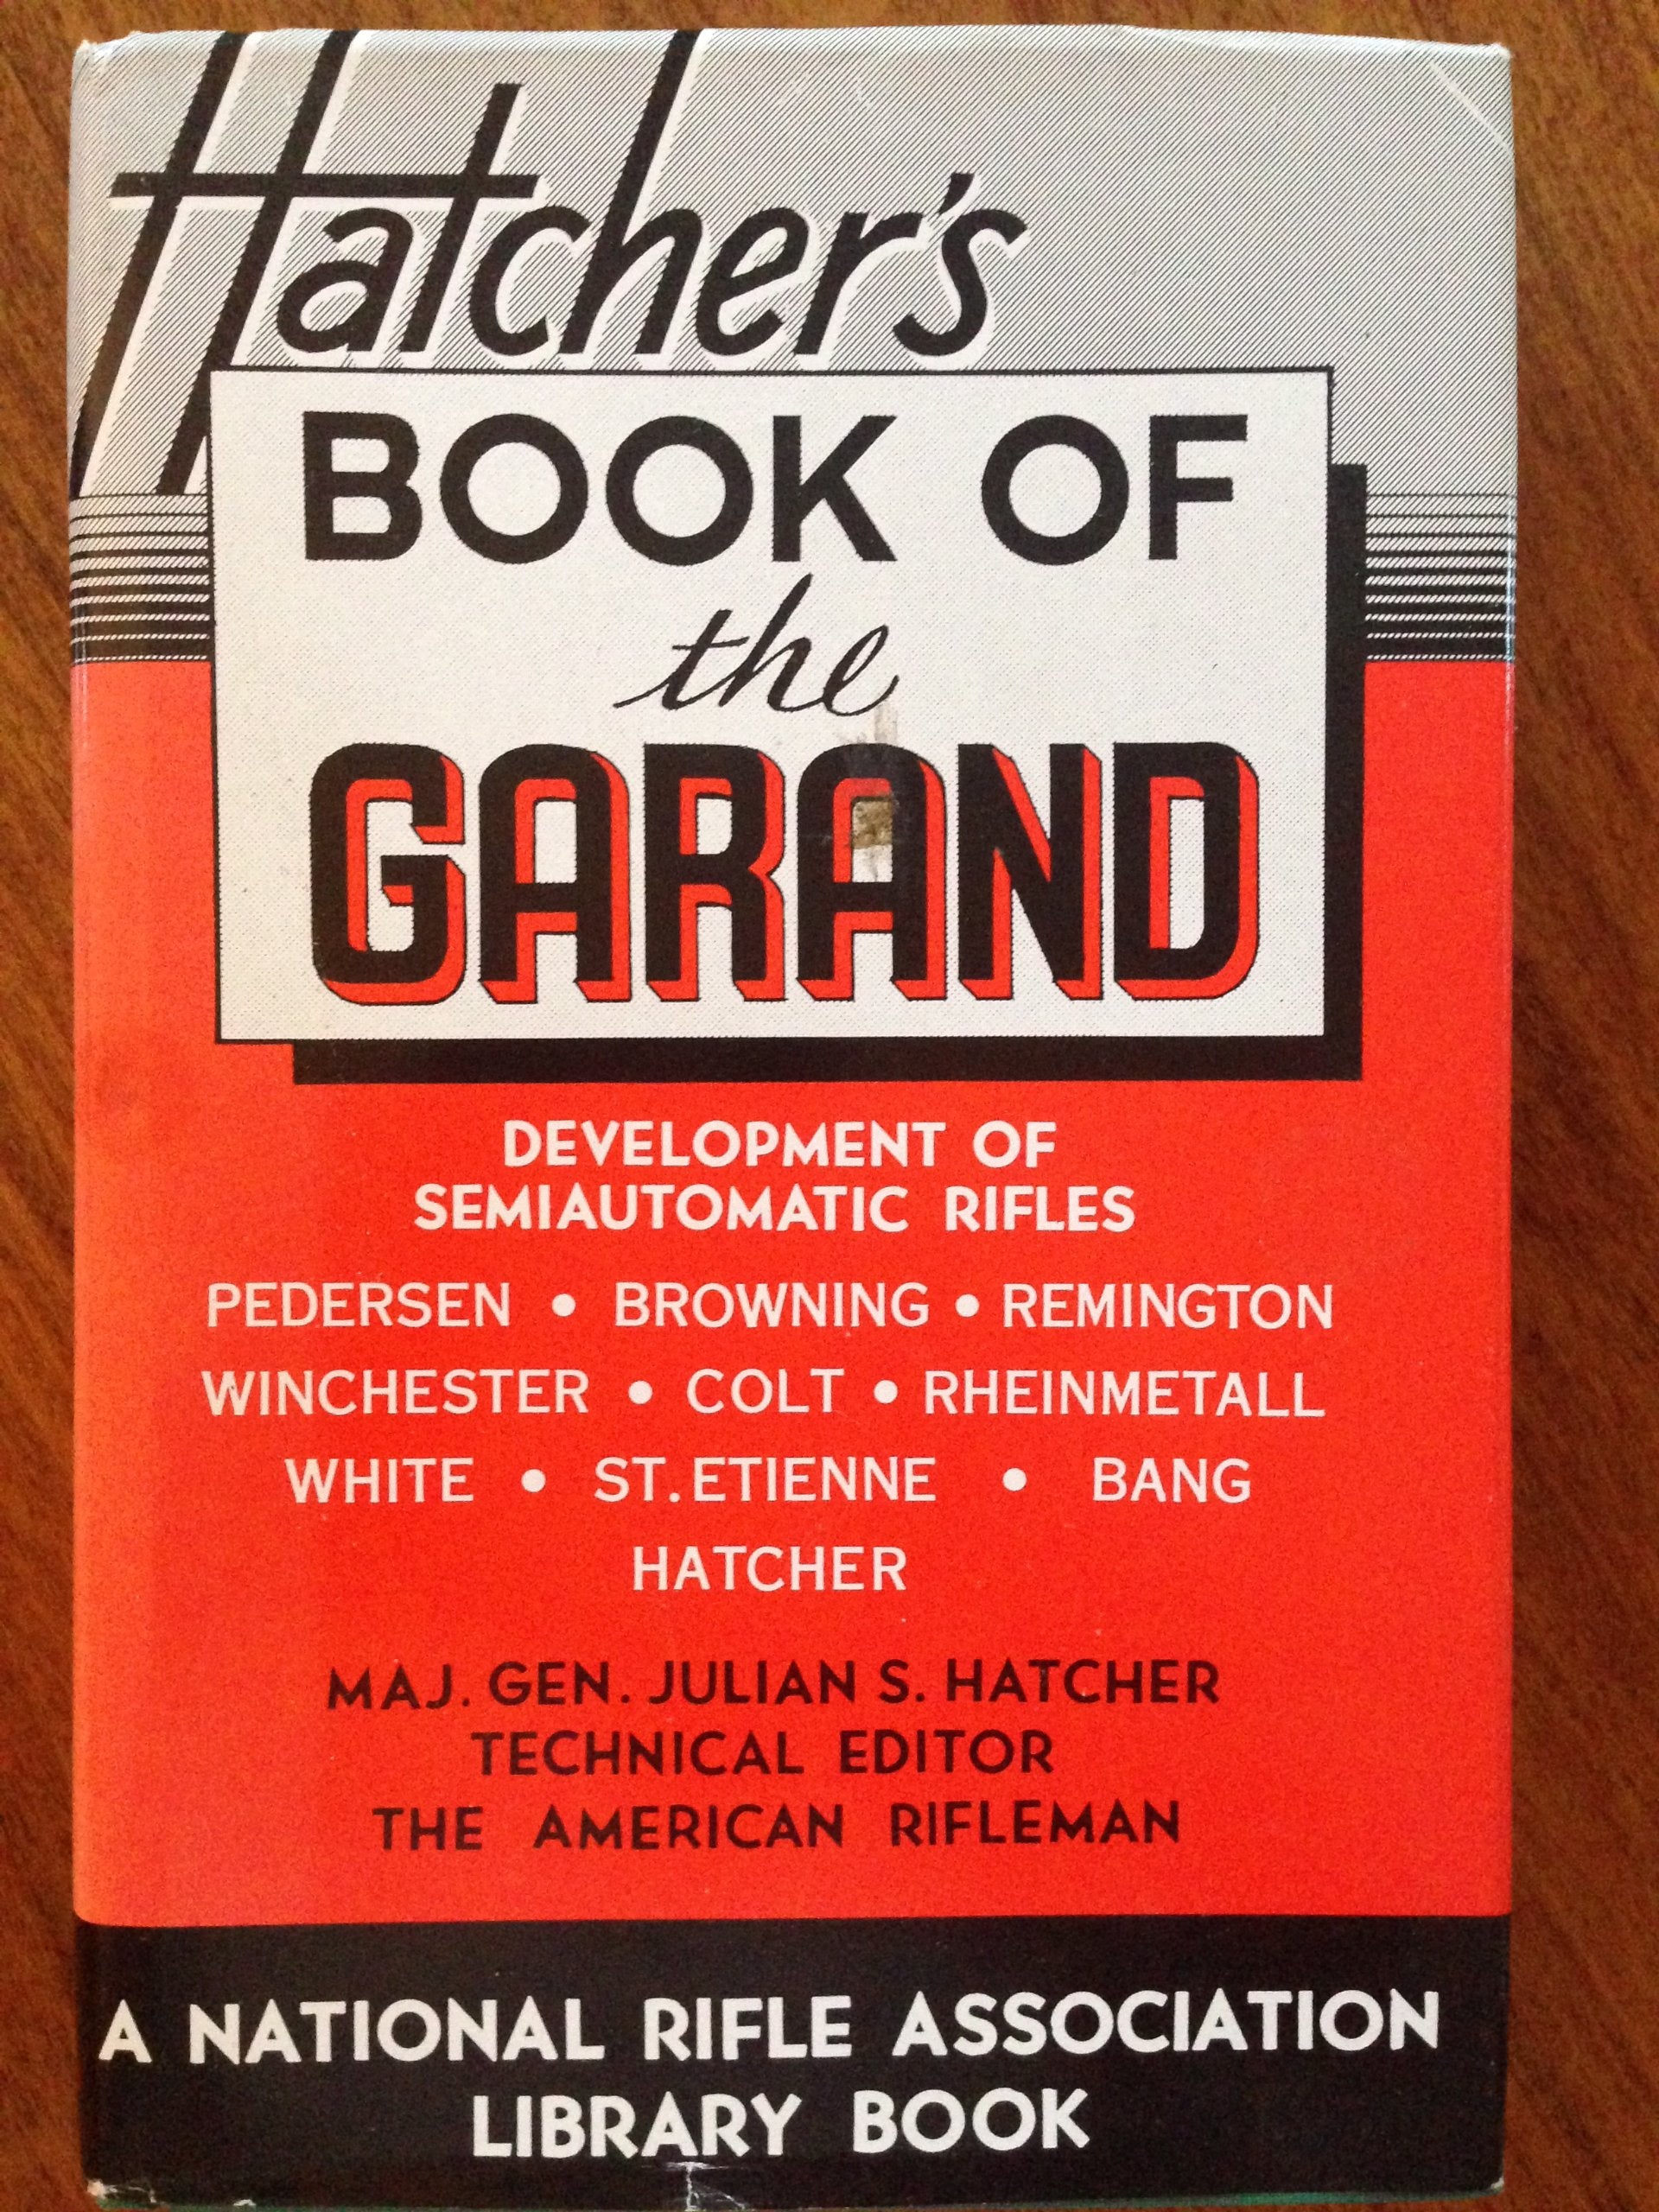 Hatcher's
BOOK OF
the
GARAND
DEVELOPMENT OF
SEMIAUTOMATIC RIFLES
PEDERSEN • BROWNING • REMINGTON
WINCHESTER • COLT • RHEINMETALL
WHITE • ST. ETIENNE • BANG
HATCHER
MAJ. GEN. JULIAN S. HATCHER
TECHNICAL EDITOR
THE AMERICAN RIFLEMAN
A NATIONAL RIFLE ASSOCIATION
LIBRARY BOOK